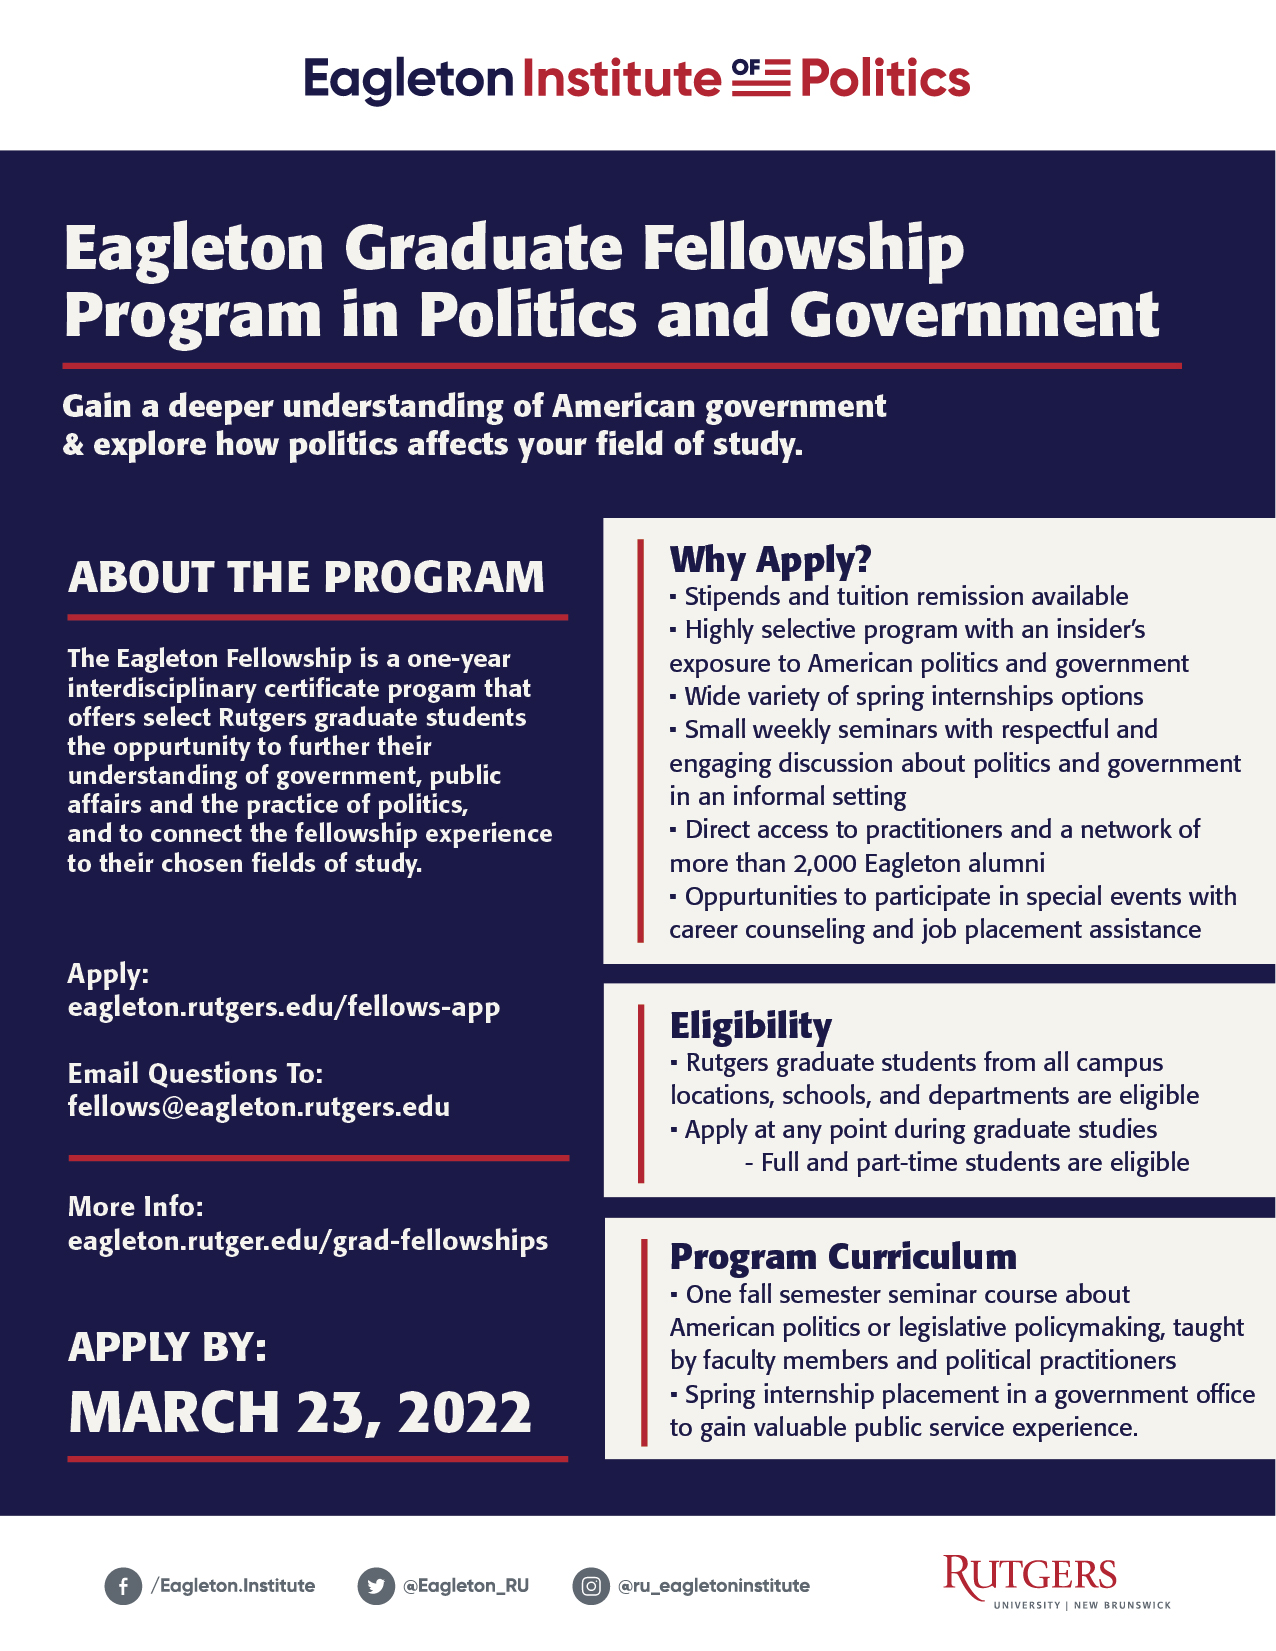 Eagleton Institute OF Politics
Eagleton Graduate Fellowship
Program in Politics and Government
Gain a deeper understanding of American government
& explore how politics affects your field of study.
ABOUT THE PROGRAM
The Eagleton Fellowship is a one-year
interdisciplinary certificate progam that
offers select Rutgers graduate students
the oppurtunity to further their
understanding of government, public
affairs and the practice of politics,
and to connect the fellowship experience
to their chosen fields of study.
Apply:
eagleton.rutgers.edu/fellows-app
Email Questions To:
fellows@eagleton.rutgers.edu
More Info:
eagleton.rutger.edu/grad-fellowships
APPLY BY:
MARCH 23, 2022
Why Apply?
▪ Stipends and tuition remission available
▪ Highly selective program with an insider’s
exposure to American politics and government
▪ Wide variety of spring internships options
▪ Small weekly seminars with respectful and
engaging discussion about politics and government
in an informal setting
▪ Direct access to practitioners and a network of
more than 2,000 Eagleton alumni
▪ Oppurtunities to participate in special events with
career counseling and job placement assistance
Eligibility
▪ Rutgers graduate students from all campus
locations, schools, and departments are eligible
▪ Apply at any point during graduate studies
- Full and part-time students are eligible
Program Curriculum
▪ One fall semester seminar course about
American politics or legislative policymaking, taught
by faculty members and political practitioners
▪ Spring internship placement in a government office
to gain valuable public service experience.
/Eagleton.Institute
@Eagleton_RU
@ru_eagletoninstitute
RUTGERS
UNIVERSITY | NEW BRUNSWICK